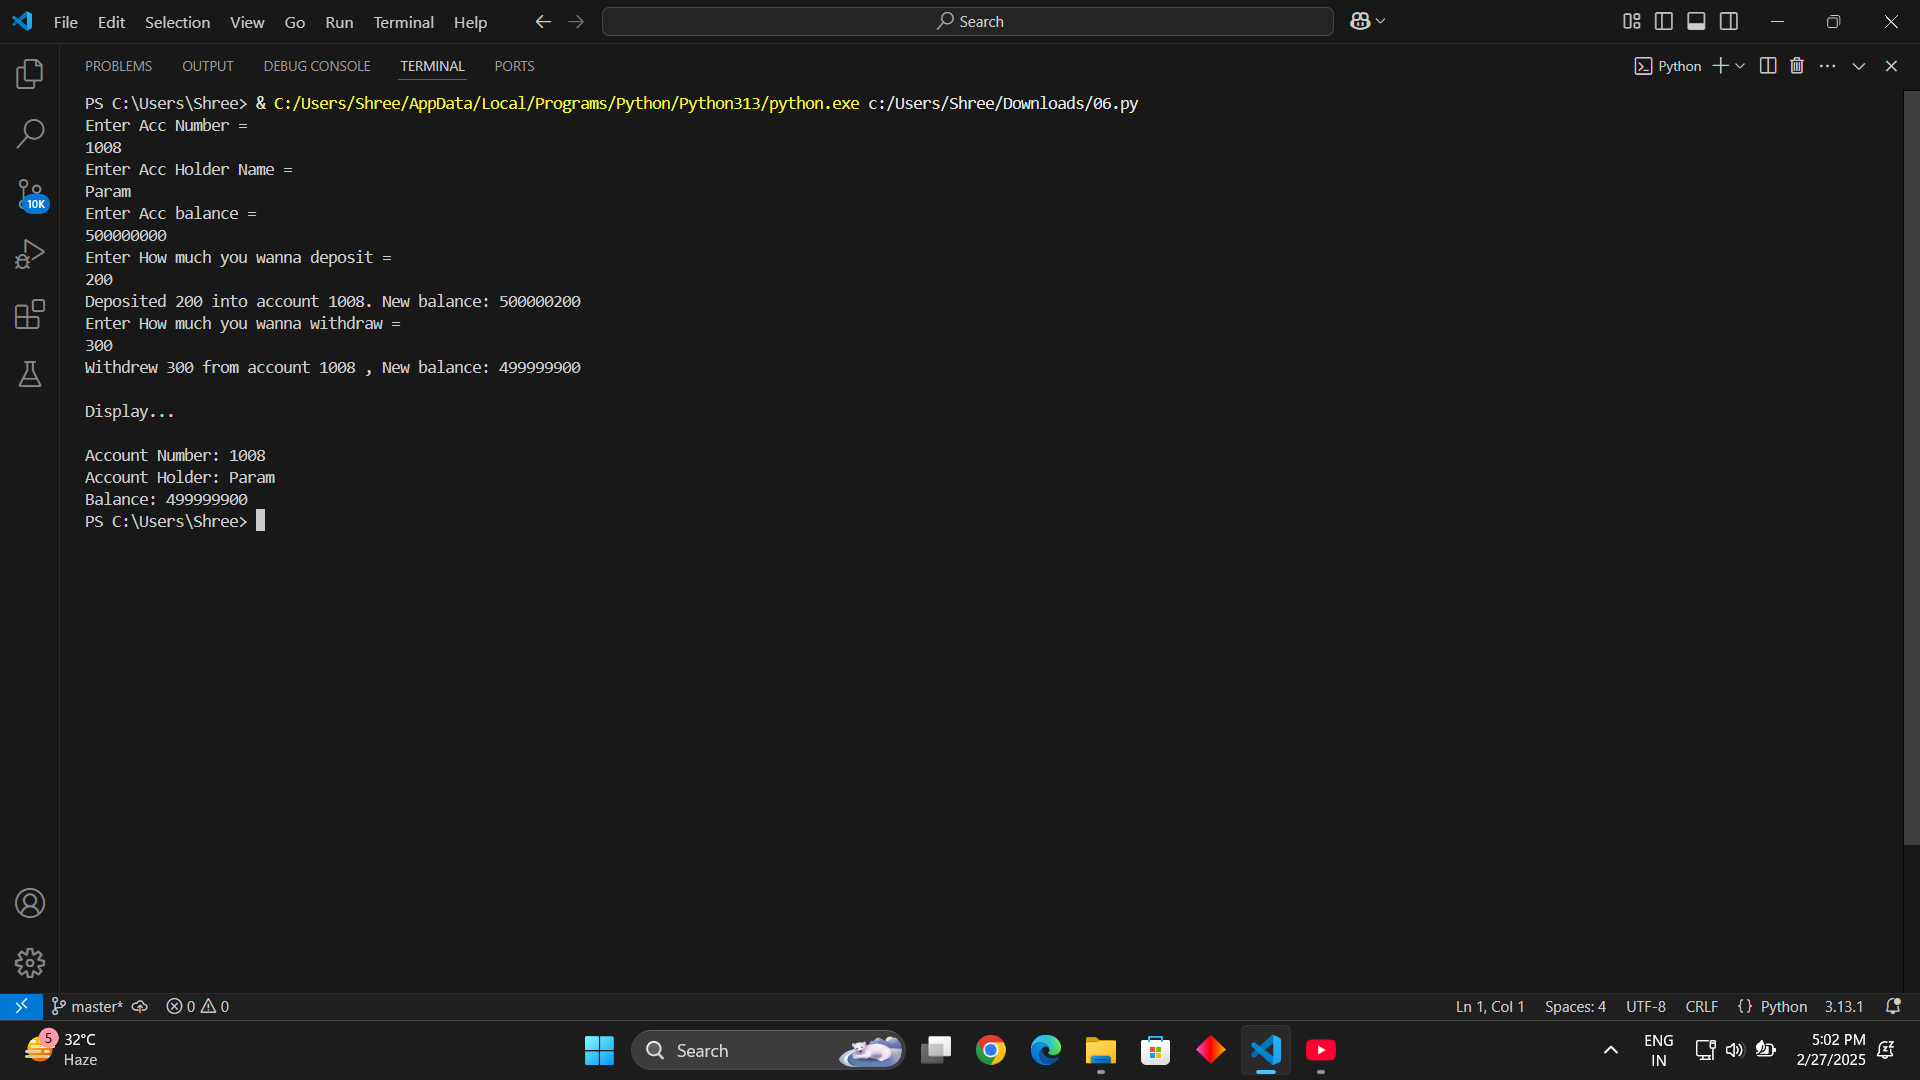 File Edit Selection View Go Run Terminal Help Search
PROBLEMS OUTPUT DEBUG CONSOLE TERMINAL PORTS Python
PS C:\Users\Shree> & C:/Users/Shree/AppData/Local/Programs/Python/Python313/python.exe c:/Users/Shree/Downloads/06.py
Enter Acc Number =
1008
Enter Acc Holder Name =
Param
Enter Acc balance =
500000000
Enter How much you wanna deposit =
200
Deposited 200 into account 1008. New balance: 500000200
Enter How much you wanna withdraw =
300
Withdrew 300 from account 1008 , New balance: 499999900
Display...
Account Number: 1008
Account Holder: Param
Balance: 499999900
PS C:\Users\Shree>
10K
master* 0 0 Ln 1, Col 1 Spaces: 4 UTF-8 CRLF {} Python 3.13.1
5 32°C
Haze
Search
ENG
IN
5:02 PM
2/27/2025